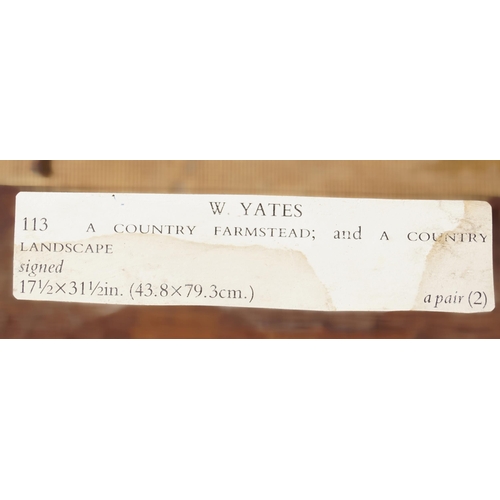 W. YATES
113 A COUNTRY FARMSTEAD; and A COUNTRY
LANDSCAPE
signed
17½×31½in. (43.8×79.3cm.) a pair (2)